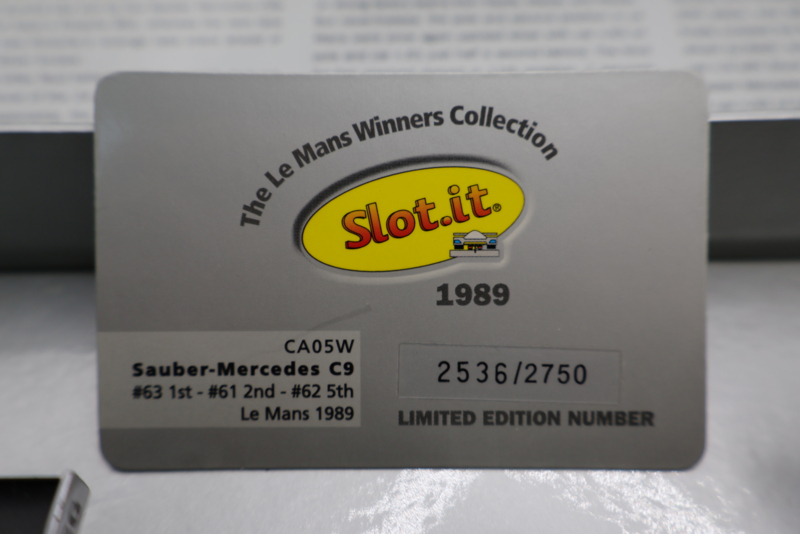 The Le Mans Winners Collection
Slot.it®
1989
CA05W
Sauber-Mercedes C9
#63 1st - #61 2nd - #62 5th
Le Mans 1989
2536/2750
LIMITED EDITION NUMBER